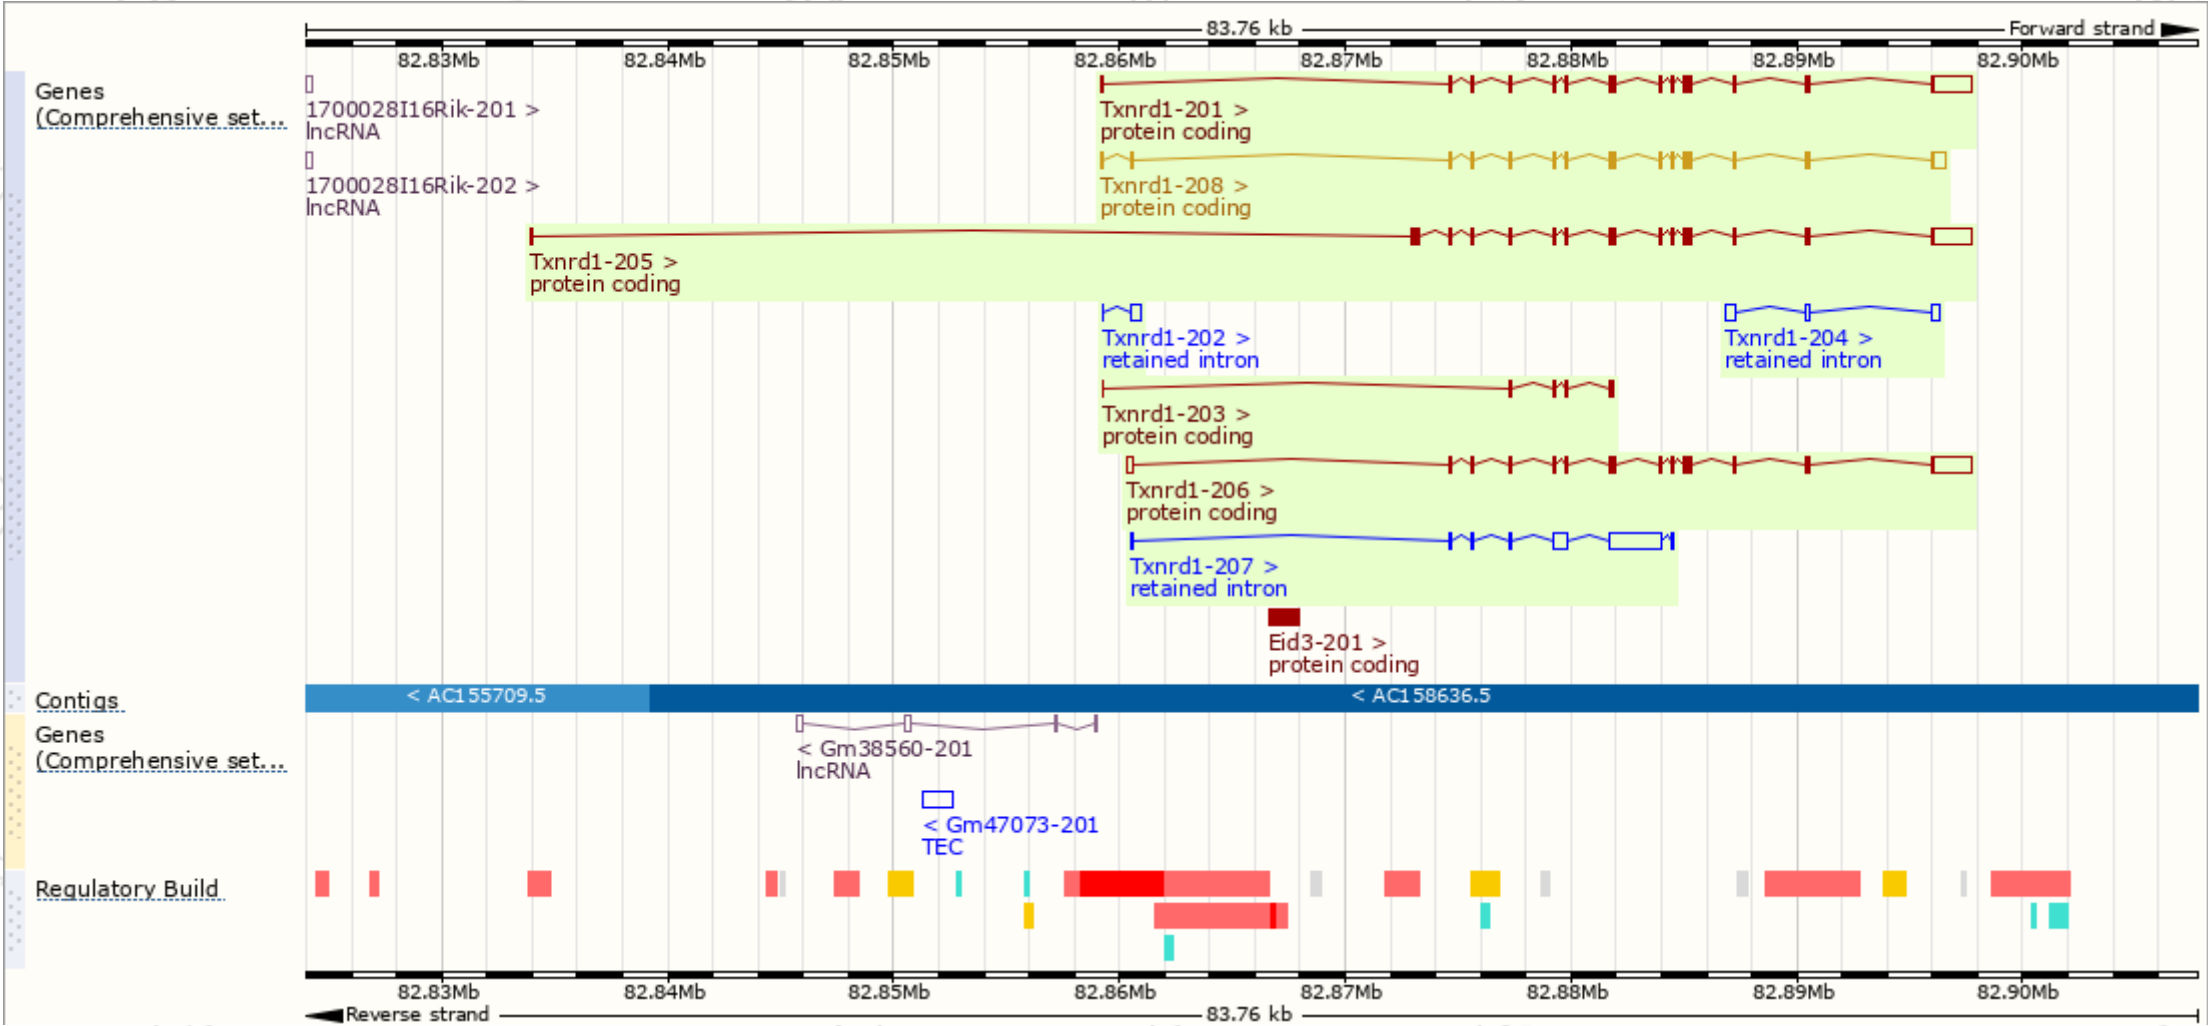 83.76 kb
Forward strand
82.83Mb 82.84Mb 82.85Mb 82.86Mb 82.87Mb 82.88Mb 82.89Mb 82.90Mb
Genes
(Comprehensive set...
1700028I16Rik-201 >
lncRNA
Txnrd1-201 >
protein coding
1700028I16Rik-202 >
lncRNA
Txnrd1-208 >
protein coding
Txnrd1-205 >
protein coding
Txnrd1-202 >
retained intron
Txnrd1-204 >
retained intron
Txnrd1-203 >
protein coding
Txnrd1-206 >
protein coding
Txnrd1-207 >
retained intron
Eid3-201 >
protein coding
Contigs
< AC155709.5
< AC158636.5
Genes
(Comprehensive set...
< Gm38560-201
lncRNA
< Gm47073-201
TEC
Regulatory Build
82.83Mb 82.84Mb 82.85Mb 82.86Mb 82.87Mb 82.88Mb 82.89Mb 82.90Mb
Reverse strand
83.76 kb